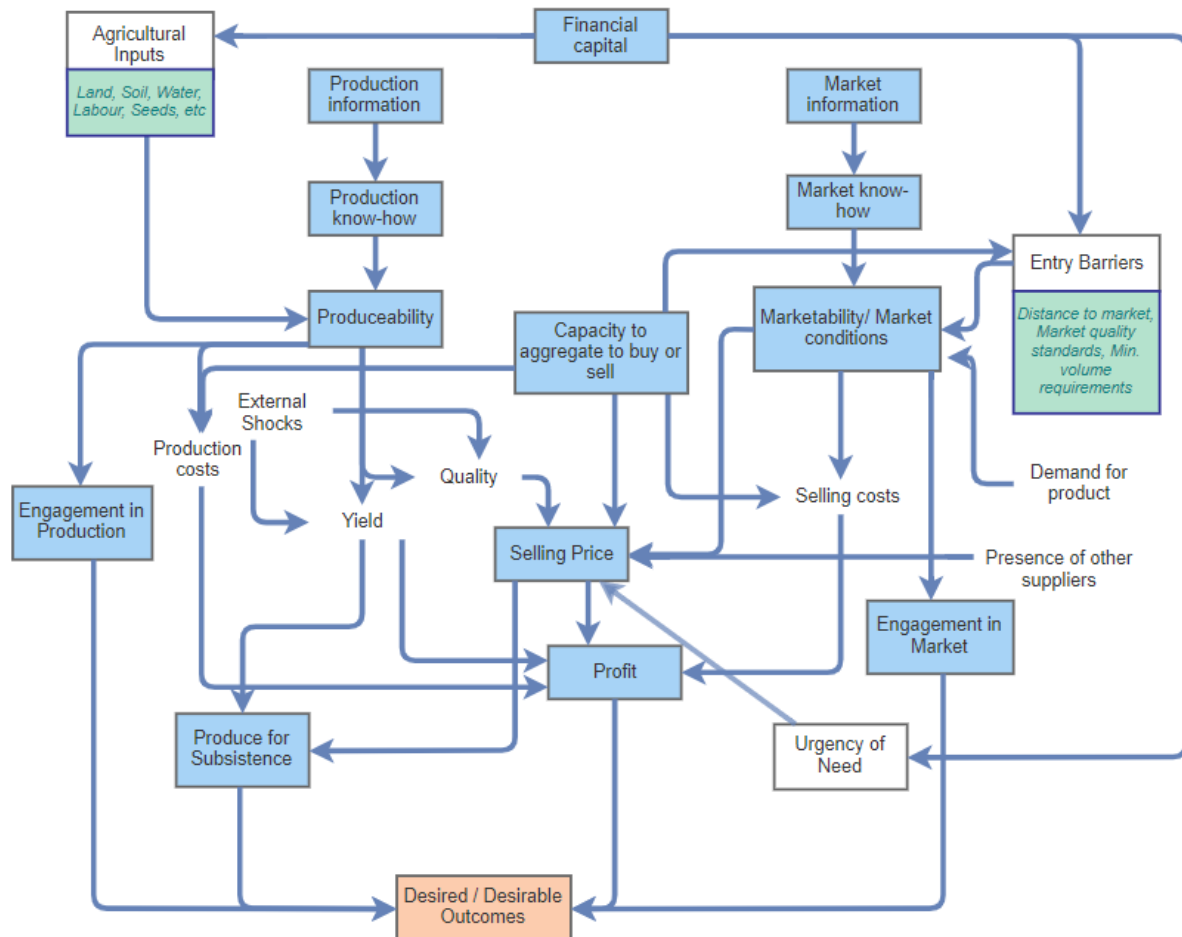 Agricultural
Inputs
Land, Soil, Water,
Labour, Seeds, etc
Financial
capital
Production
information
Market
information
Production
know-how
Market know-
how
Entry Barriers
Distance to market,
Market quality
standards, Min.
volume
requirements
Produceability
Capacity to
aggregate to buy or
sell
Marketability/ Market
conditions
External
Shocks
Production
costs
Quality
Selling costs
Demand for
product
Engagement in
Production
Yield
Selling Price
Presence of other
suppliers
Engagement in
Market
Profit
Produce for
Subsistence
Urgency of
Need
Desired / Desirable
Outcomes